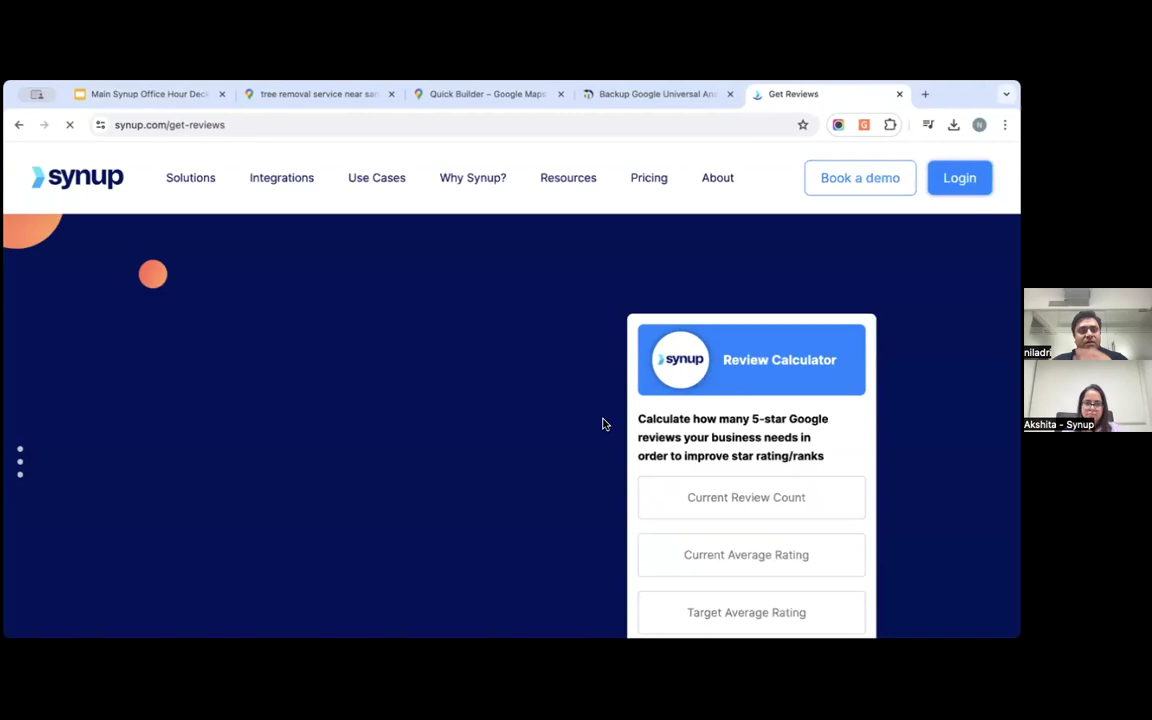 Main Synup Office Hour Deck
tree removal service near san
Quick Builder – Google Maps
Backup Google Universal Ana
Get Reviews
synup.com/get-reviews
G
N
synup
Solutions
Integrations
Use Cases
Why Synup?
Resources
Pricing
About
Book a demo
Login
synup
Review Calculator
Calculate how many 5-star Google
reviews your business needs in
order to improve star rating/ranks
Current Review Count
Current Average Rating
Target Average Rating
niladri
Akshita - Synup